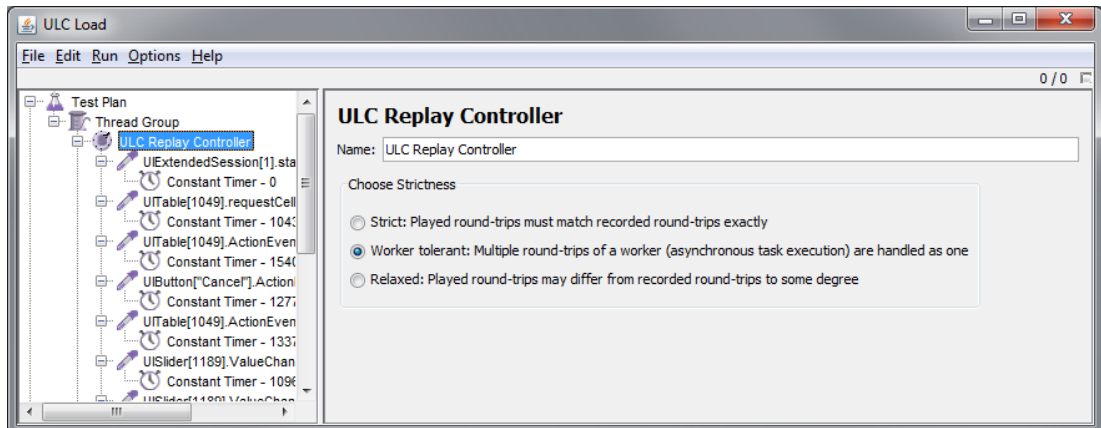 ULC Load
File Edit Run Options Help
0 / 0
Test Plan
Thread Group
ULC Replay Controller
UIExtendedSession[1].sta
Constant Timer - 0
UITable[1049].requestCell
Constant Timer - 1043
UITable[1049].ActionEven
Constant Timer - 1540
UIButton["Cancel"].Action
Constant Timer - 1277
UITable[1049].ActionEven
Constant Timer - 1337
UISlider[1189].ValueChan
Constant Timer - 1096
UISlider[1189].ValueChan
ULC Replay Controller
Name: ULC Replay Controller
Choose Strictness
Strict: Played round-trips must match recorded round-trips exactly
Worker tolerant: Multiple round-trips of a worker (asynchronous task execution) are handled as one
Relaxed: Played round-trips may differ from recorded round-trips to some degree